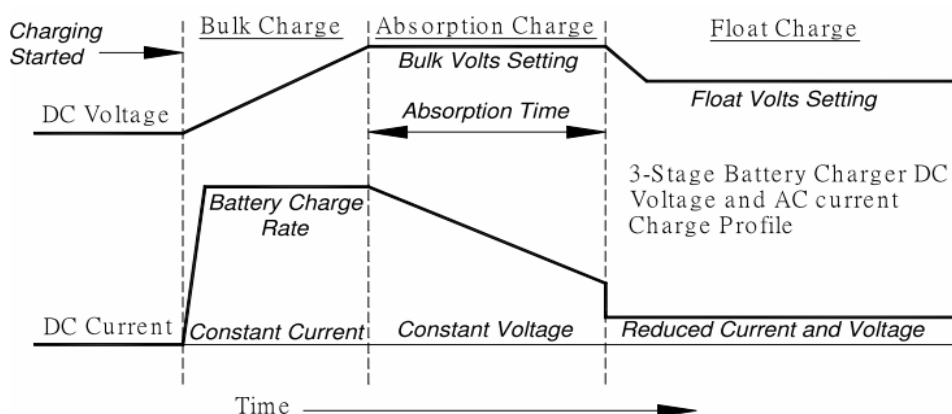 Charging
Started
Bulk Charge
Absorption Charge
Float Charge
Bulk Volts Setting
Float Volts Setting
DC Voltage
Absorption Time
Battery Charge
Rate
3-Stage Battery Charger DC
Voltage and AC current
Charge Profile
DC Current
Constant Current
Constant Voltage
Reduced Current and Voltage
Time